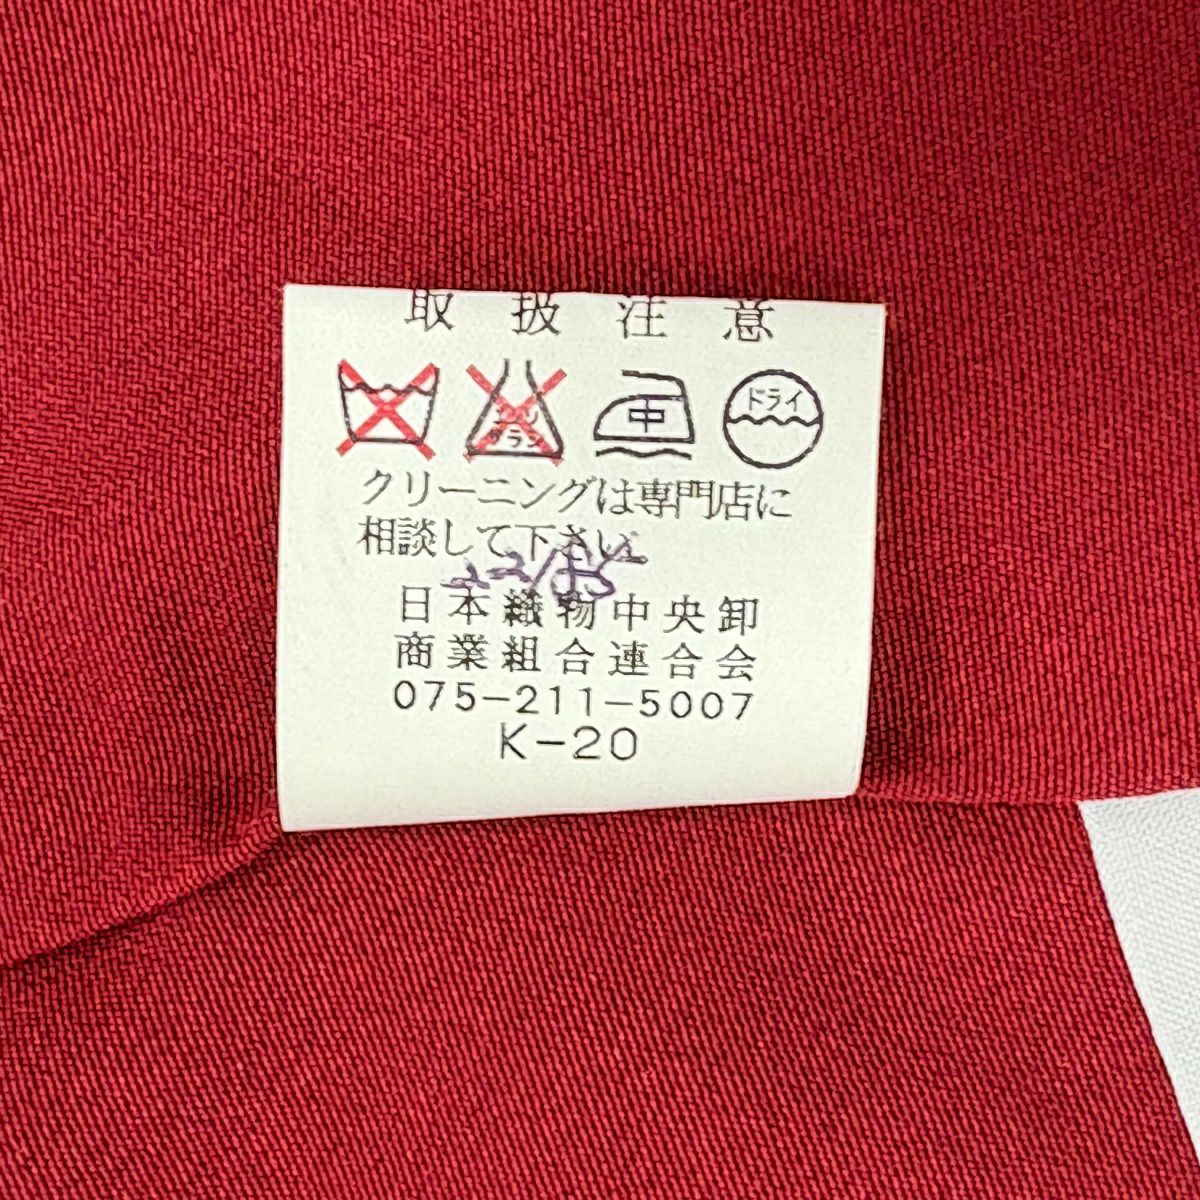 取扱注意
中 ドライ
クリーニングは専門店に
相談して下さい。
日本織物中央卸
商業組合連合会
075-211-5007
K-20